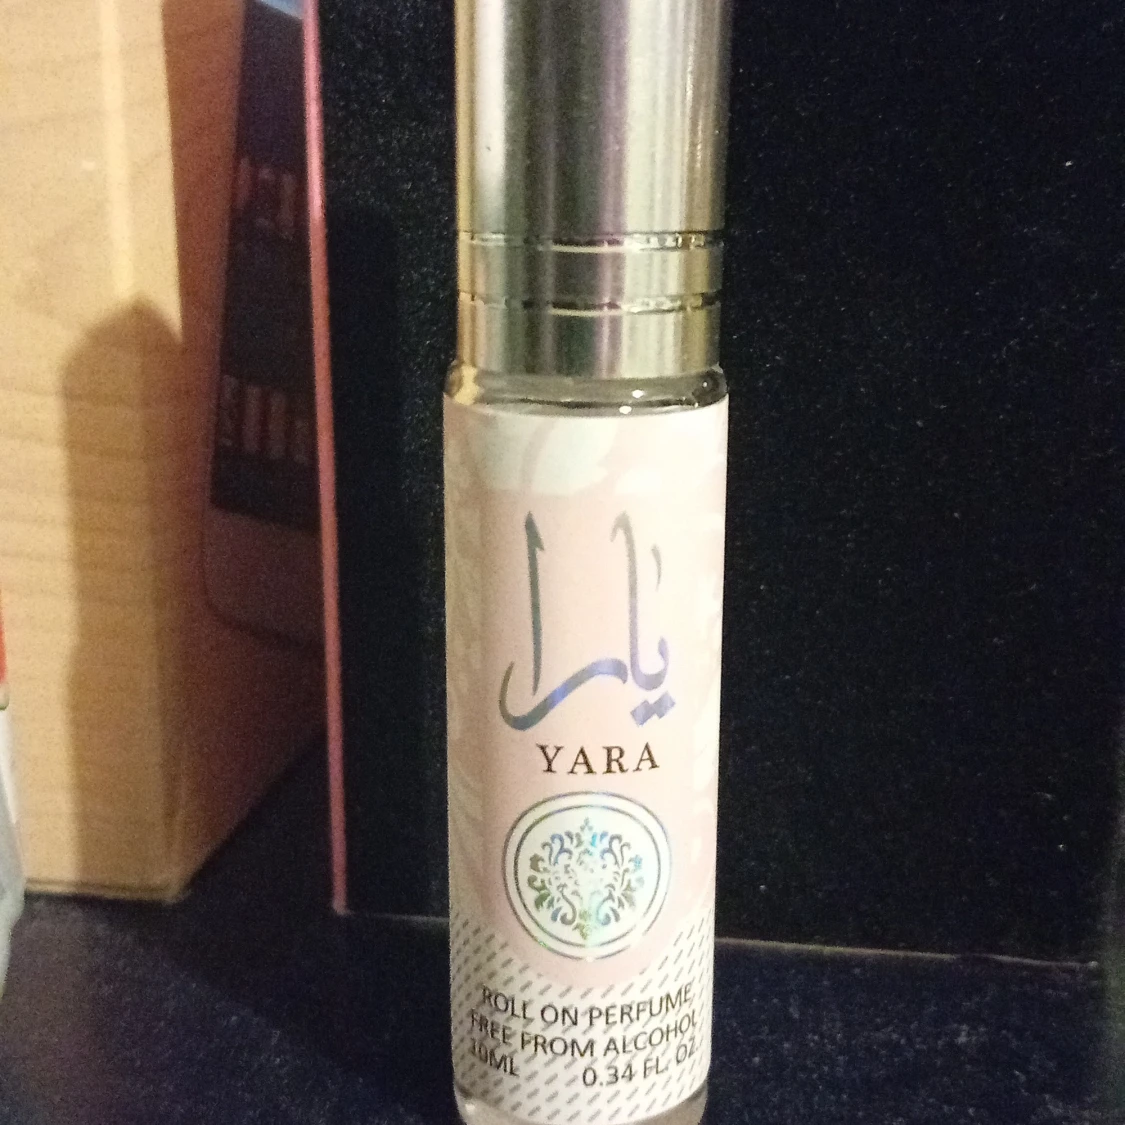 يارا
YARA
ROLL ON PERFUME
FREE FROM ALCOHOL
10ML 0.34 FL. OZ.